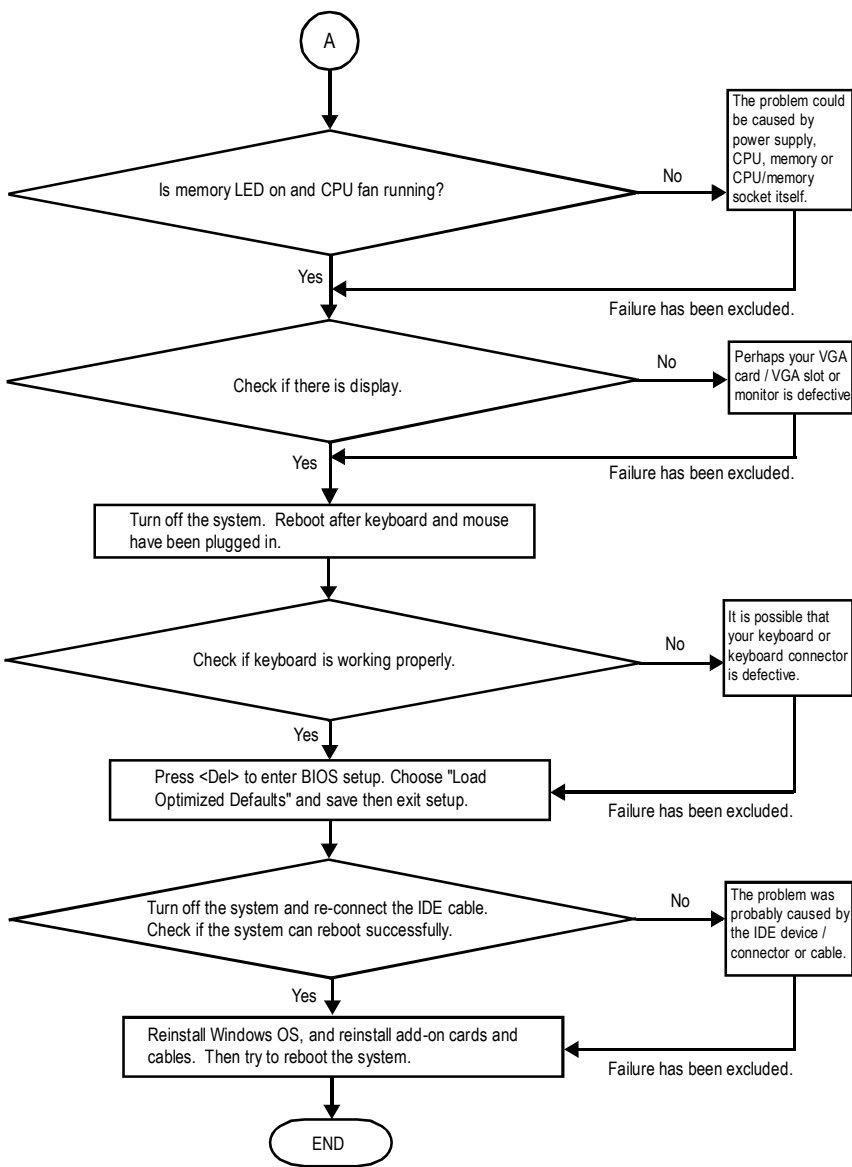 A
Is memory LED on and CPU fan running?
No
The problem could
be caused by
power supply,
CPU, memory or
CPU/memory
socket itself.
Yes
Failure has been excluded.
Check if there is display.
No
Perhaps your VGA
card / VGA slot or
monitor is defective
Yes
Failure has been excluded.
Turn off the system. Reboot after keyboard and mouse
have been plugged in.
Check if keyboard is working properly.
No
It is possible that
your keyboard or
keyboard connector
is defective.
Yes
Press <Del> to enter BIOS setup. Choose "Load
Optimized Defaults" and save then exit setup.
Failure has been excluded.
Turn off the system and re-connect the IDE cable.
Check if the system can reboot successfully.
No
The problem was
probably caused by
the IDE device /
connector or cable.
Yes
Reinstall Windows OS, and reinstall add-on cards and
cables. Then try to reboot the system.
Failure has been excluded.
END